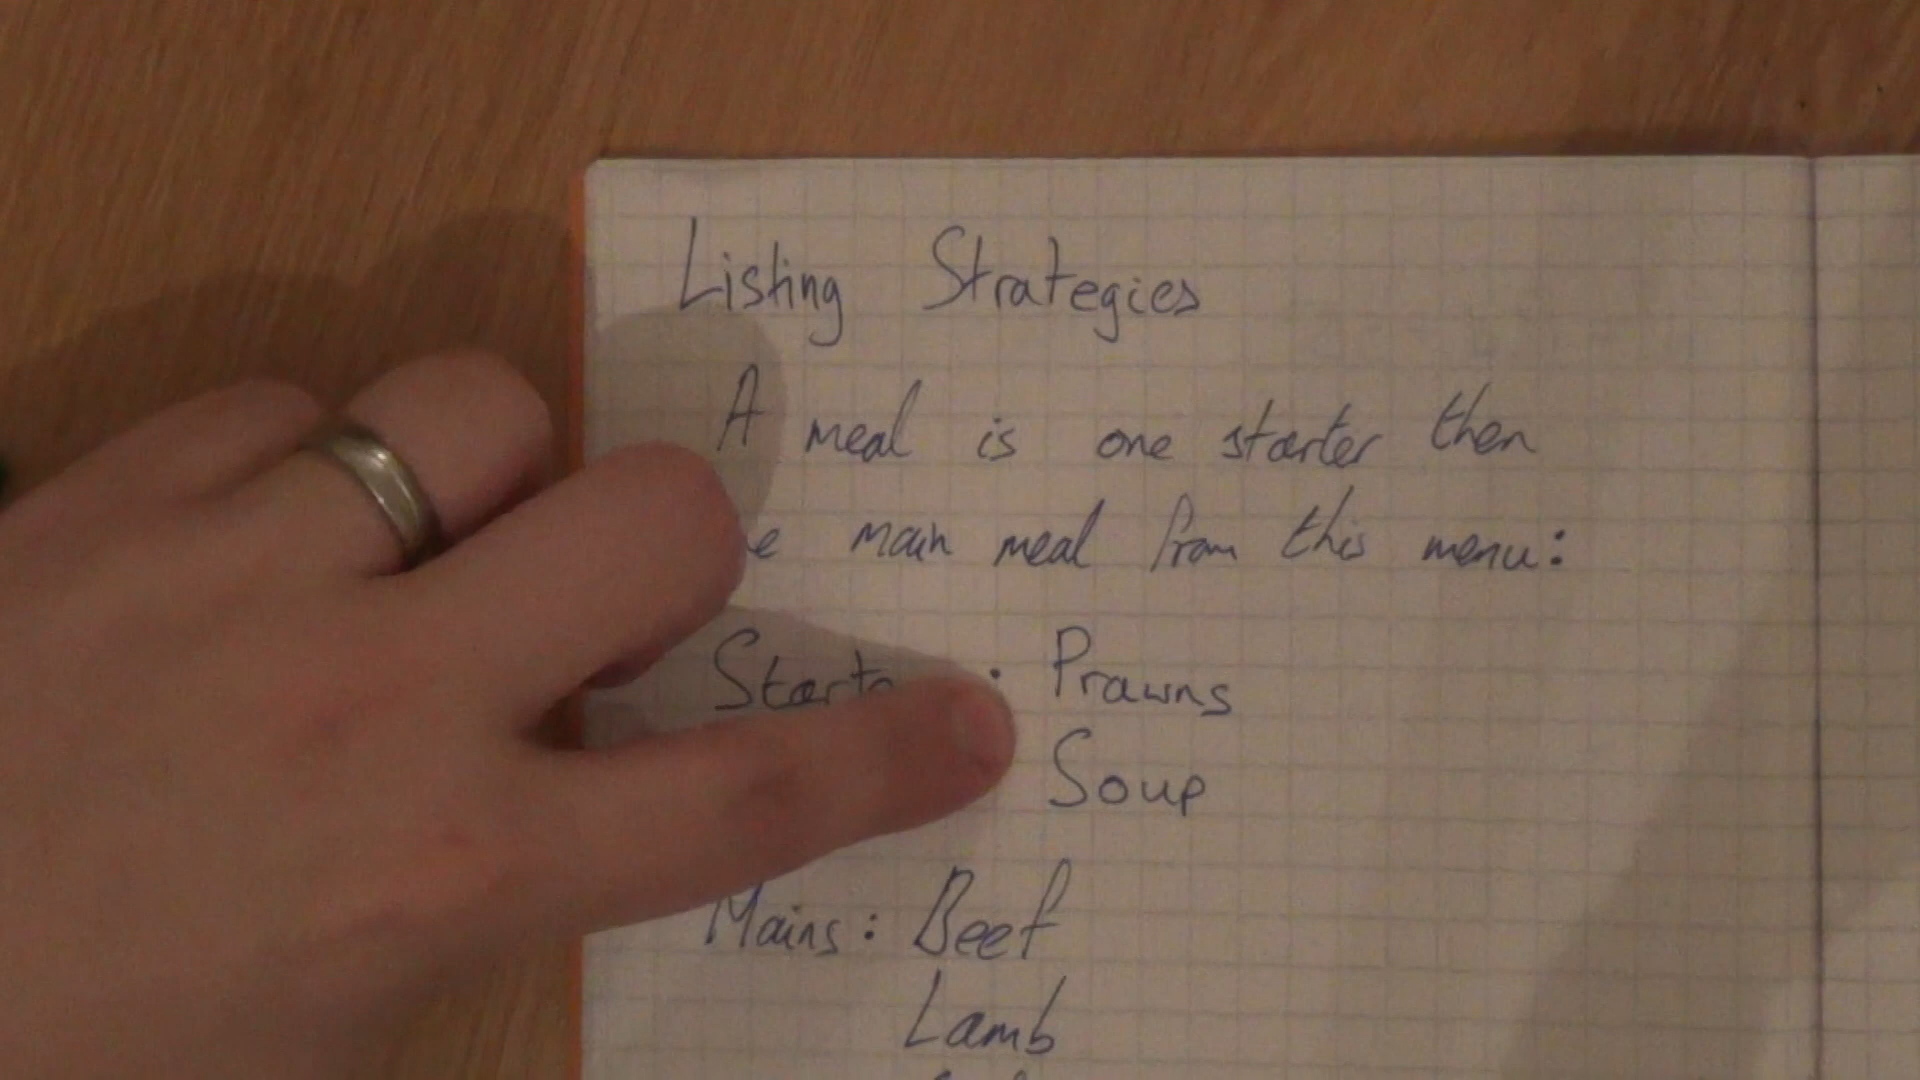 Listing Strategies
A meal is one starter then
main meal from this menu:
Prawns
Soup
Mains: Beef
Lamb